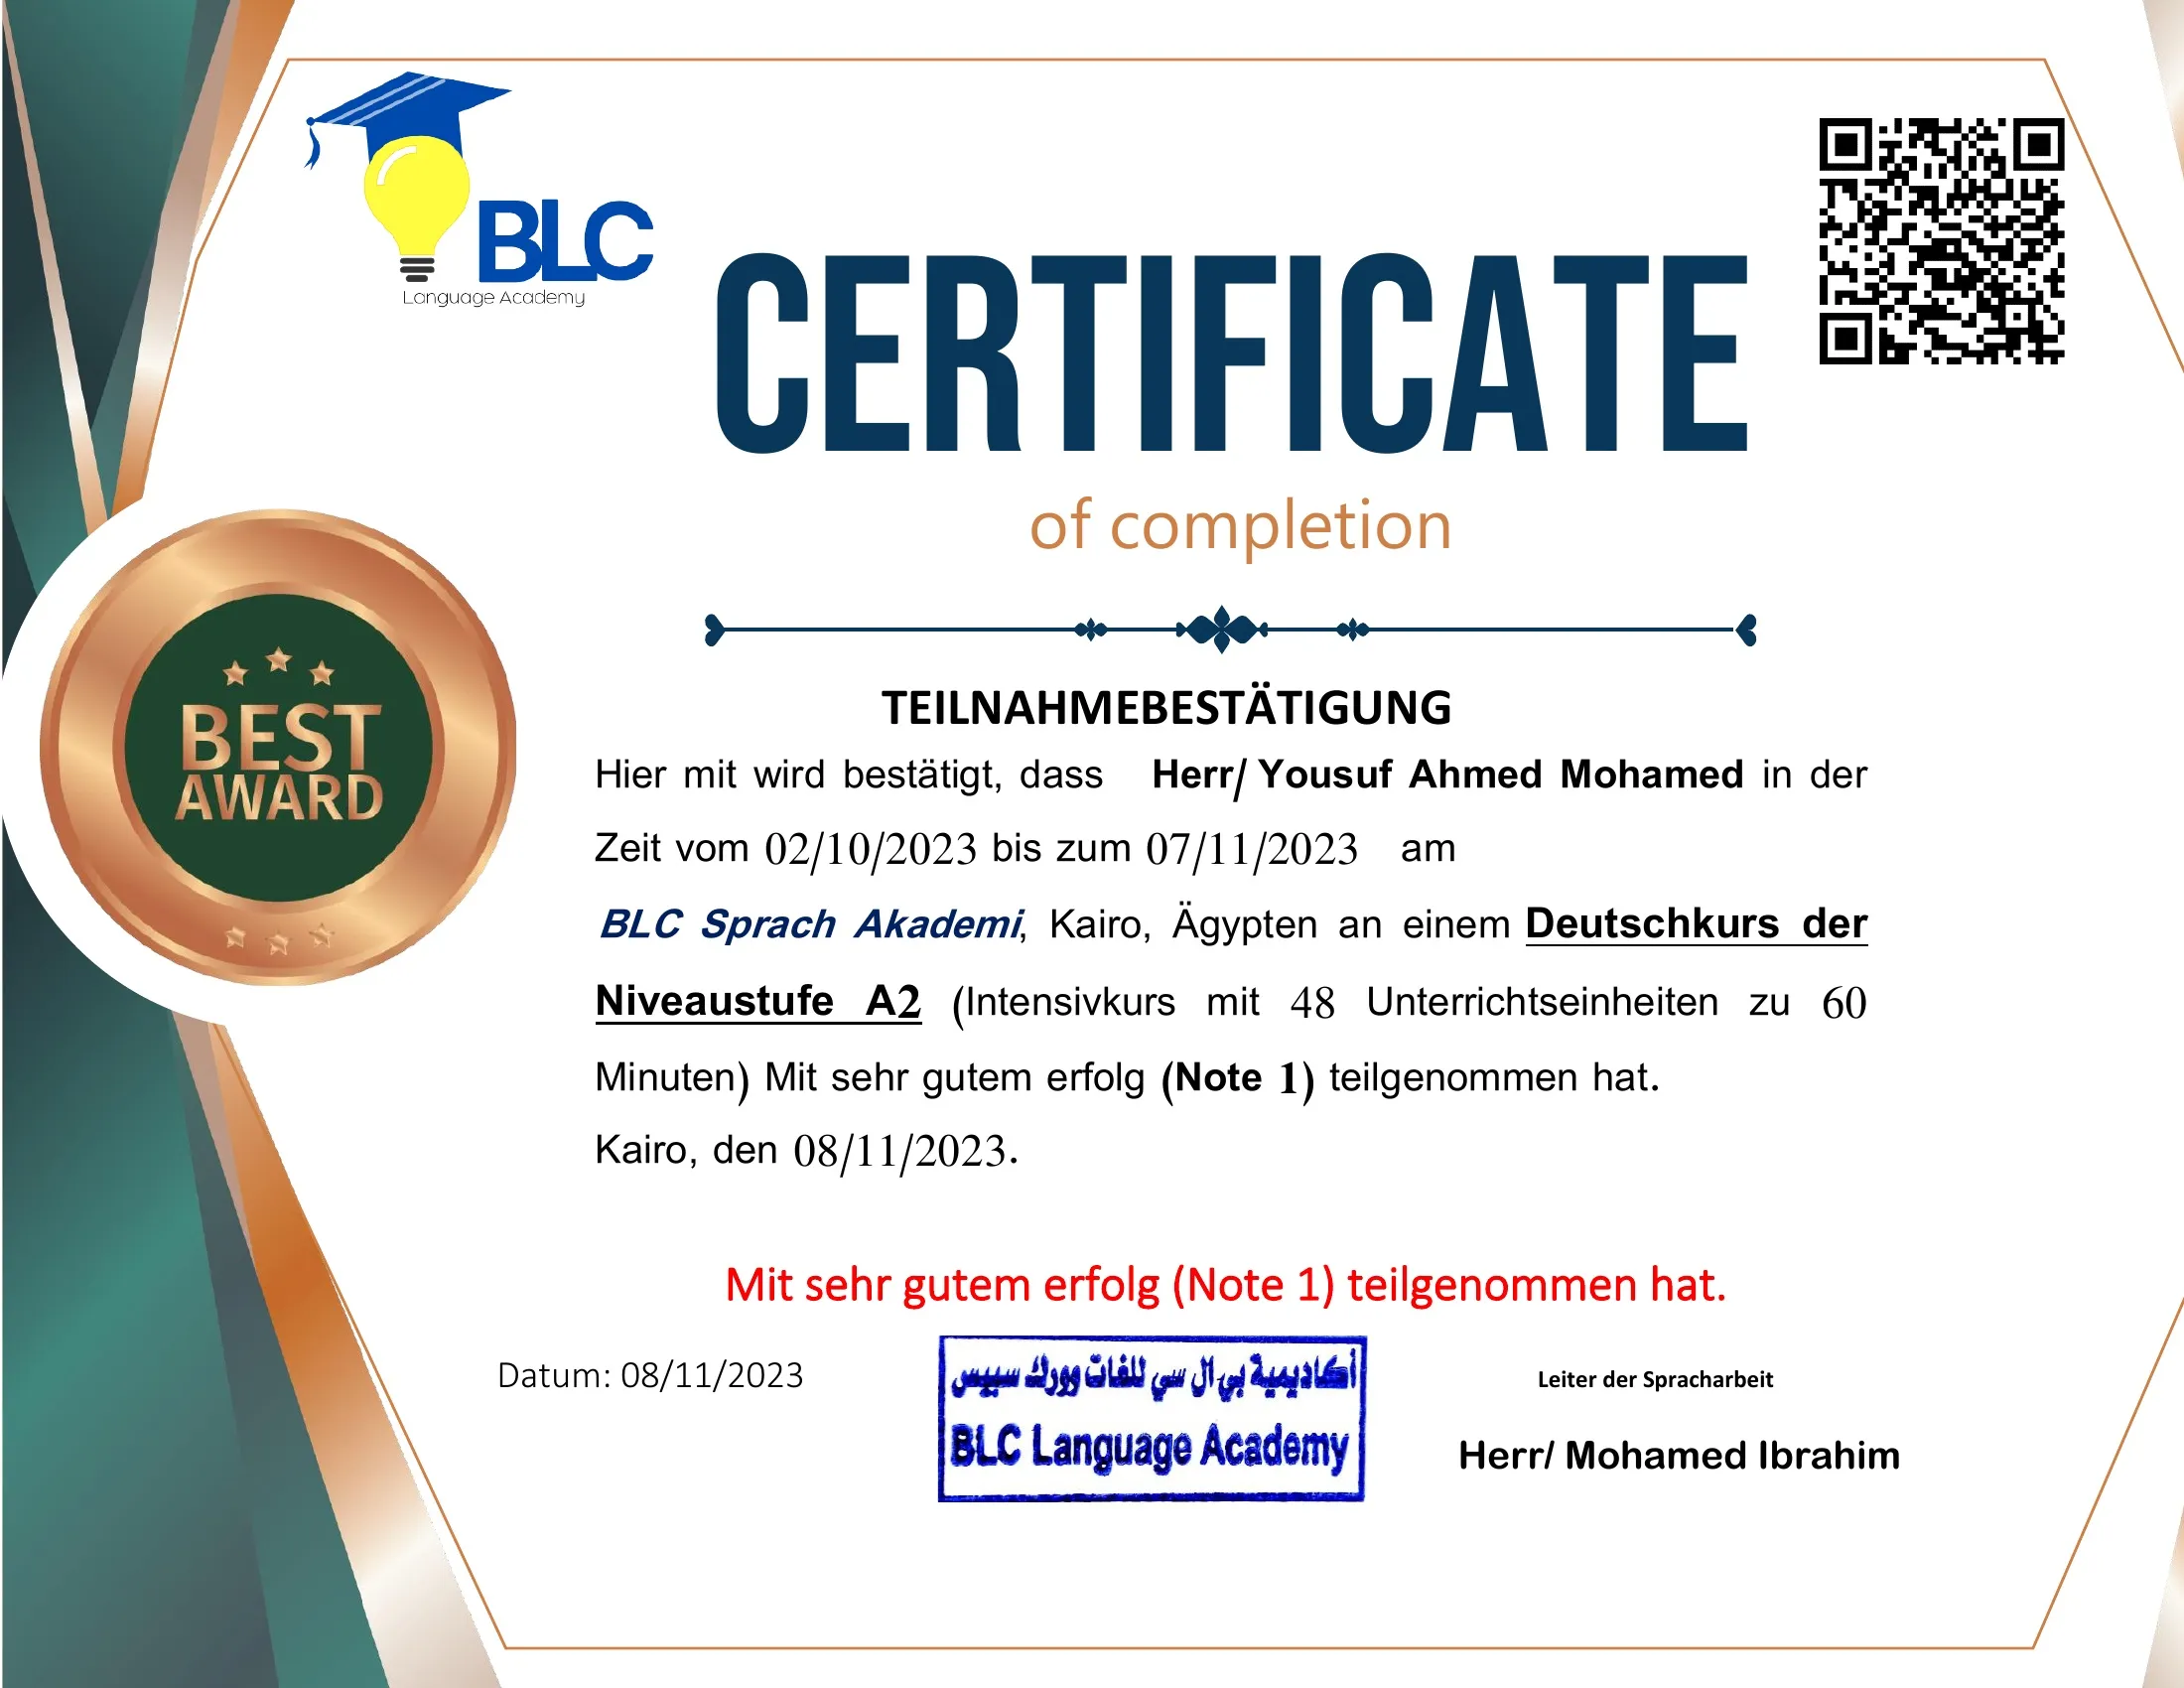 BLC
Language Academy
CERTIFICATE
of completion
BEST
AWARD
TEILNAHMEBESTÄTIGUNG
Hier mit wird bestätigt, dass Herr/ Yousuf Ahmed Mohamed in der
Zeit vom 02/10/2023 bis zum 07/11/2023 am
BLC Sprach Akademi, Kairo, Ägypten an einem Deutschkurs der
Niveaustufe A2 (Intensivkurs mit 48 Unterrichtseinheiten zu 60
Minuten) Mit sehr gutem erfolg (Note 1) teilgenommen hat.
Kairo, den 08/11/2023.
Mit sehr gutem erfolg (Note 1) teilgenommen hat.
Datum: 08/11/2023
أكاديمية بي ال سي للغات وورك سبيس
BLC Language Academy
Leiter der Spracharbeit
Herr/ Mohamed Ibrahim